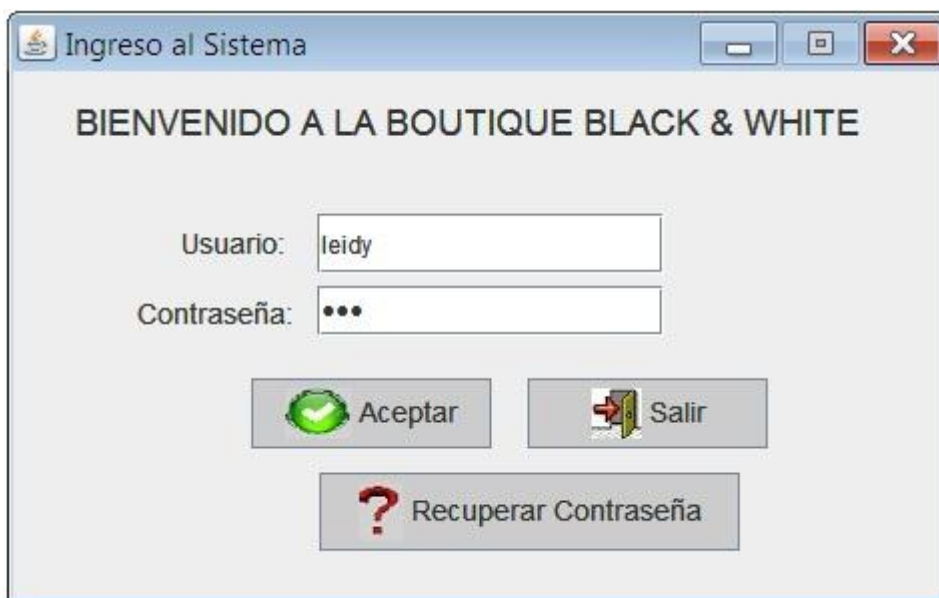 Ingreso al Sistema
BIENVENIDO A LA BOUTIQUE BLACK & WHITE
Usuario: leidy
Contraseña: •••
Aceptar Salir
Recuperar Contraseña